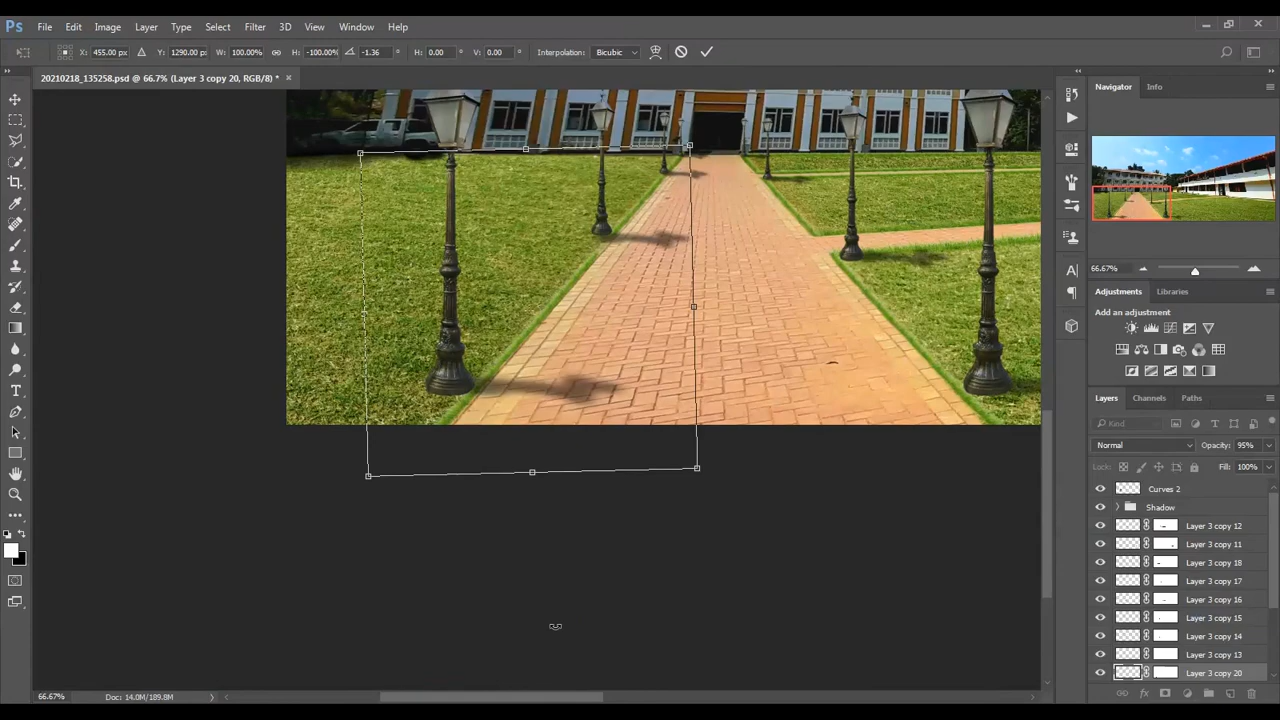 Ps File Edit Image Layer Type Select Filter 3D View Window Help
X: 455.00 px Y: 1290.00 px W: 100.00% H: -100.00% -1.36 ° H: 0.00 ° V: 0.00 ° Interpolation: Bicubic
20210218_135258.psd @ 66.7% (Layer 3 copy 20, RGB/8) * ×
Navigator Info
66.67%
Adjustments Libraries
Add an adjustment
Layers Channels Paths
Kind
Normal Opacity: 95%
Lock: Fill: 100%
Curves 2
Shadow
Layer 3 copy 12
Layer 3 copy 11
Layer 3 copy 18
Layer 3 copy 17
Layer 3 copy 16
Layer 3 copy 15
Layer 3 copy 14
Layer 3 copy 13
Layer 3 copy 20
66.67% Doc: 14.0M/189.8M